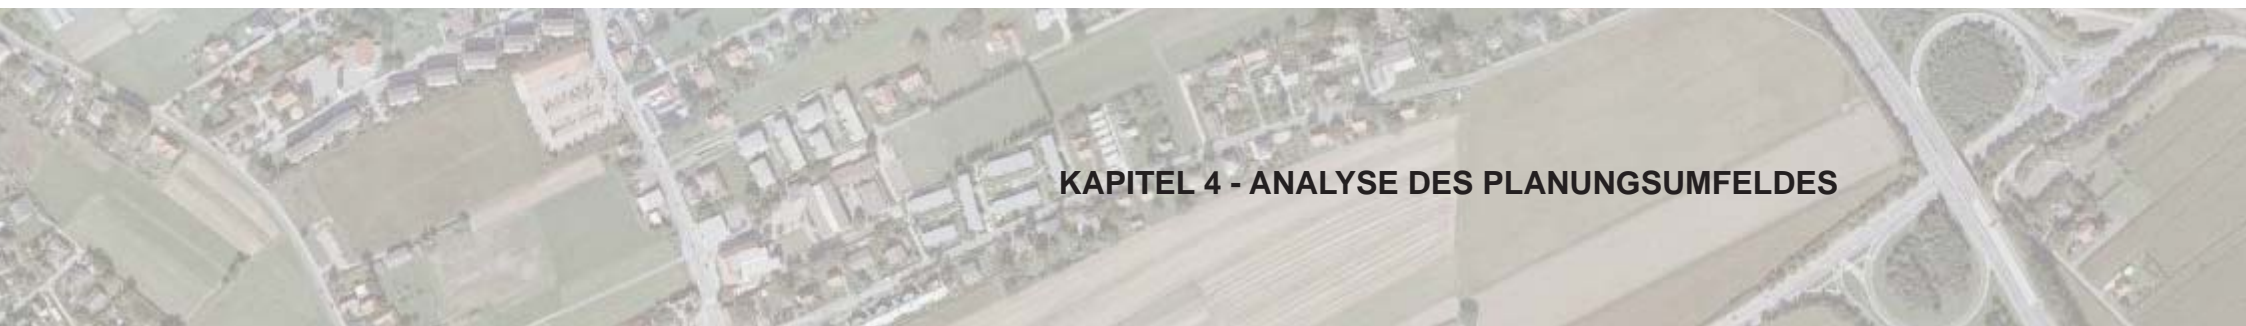 KAPITEL 4 - ANALYSE DES PLANUNGSUMFELDES